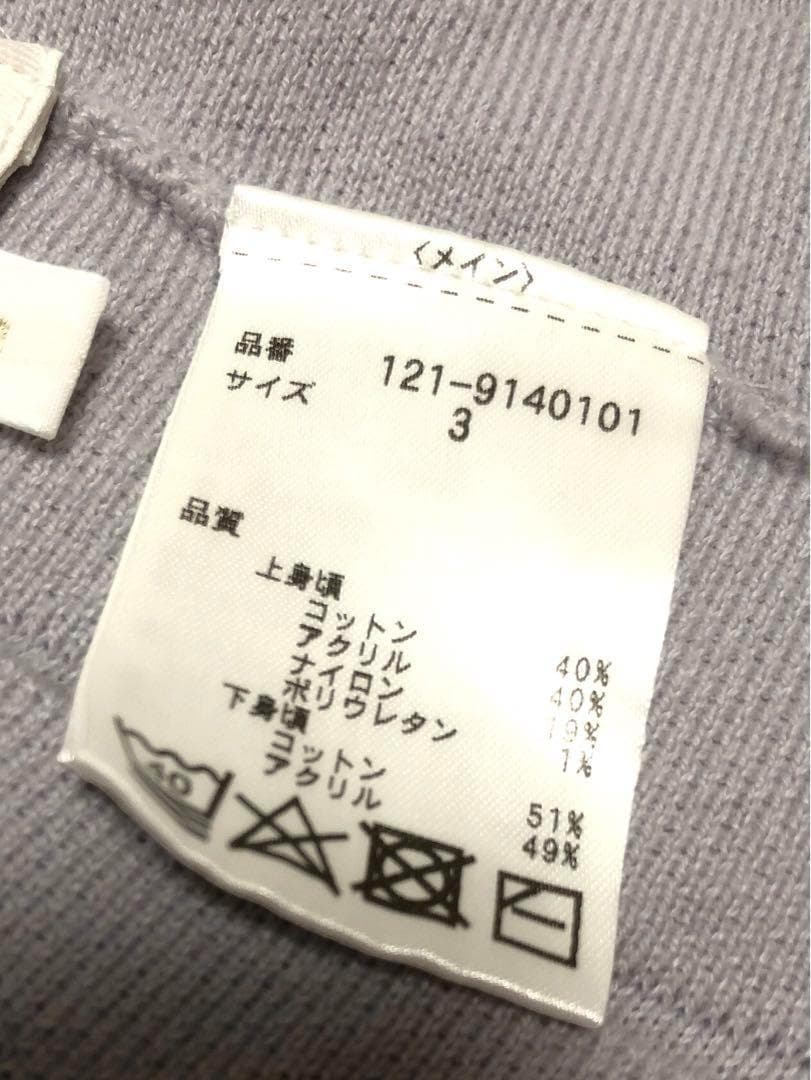 〈メイン〉
品番 121-9140101
サイズ 3
品質
上身頃
コットン 40%
アクリル 40%
ナイロン 19%
ポリウレタン 1%
下身頃
コットン 51%
アクリル 49%
40